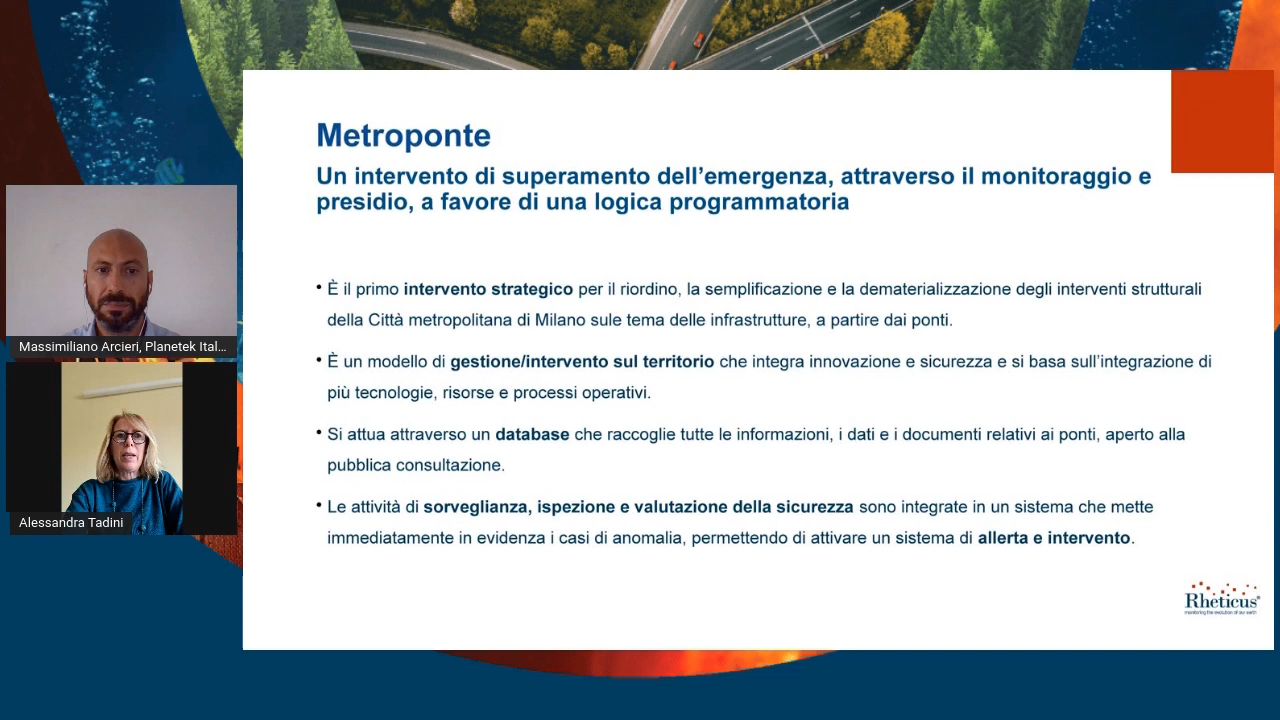 Metroponte
Un intervento di superamento dell’emergenza, attraverso il monitoraggio e
presidio, a favore di una logica programmatoria
• È il primo intervento strategico per il riordino, la semplificazione e la dematerializzazione degli interventi strutturali
della Città metropolitana di Milano sule tema delle infrastrutture, a partire dai ponti.
• È un modello di gestione/intervento sul territorio che integra innovazione e sicurezza e si basa sull’integrazione di
più tecnologie, risorse e processi operativi.
• Si attua attraverso un database che raccoglie tutte le informazioni, i dati e i documenti relativi ai ponti, aperto alla
pubblica consultazione.
• Le attività di sorveglianza, ispezione e valutazione della sicurezza sono integrate in un sistema che mette
immediatamente in evidenza i casi di anomalia, permettendo di attivare un sistema di allerta e intervento.
Massimiliano Arcieri, Planetek Ital...
Alessandra Tadini
Rheticus®
monitoring the evolution of our earth